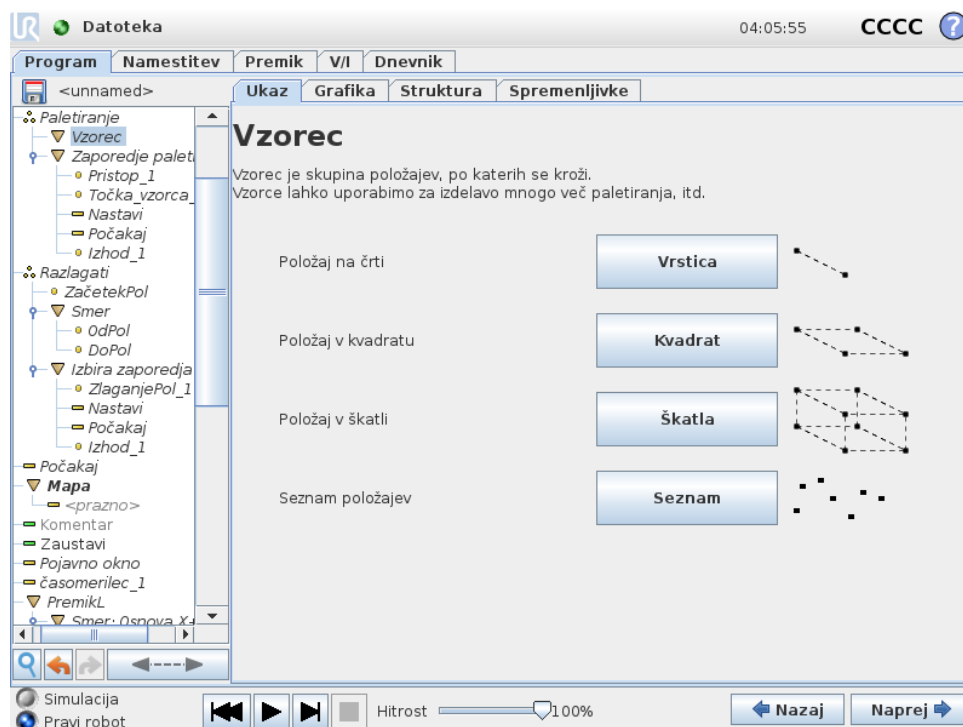 Datoteka
04:05:55
CCCC
?
Program Namestitev Premik V/I Dnevnik
<unnamed>
Ukaz Grafika Struktura Spremenljivke
Paletiranje
Vzorec
Zaporedje paleti
Pristop_1
Točka_vzorca_
Nastavi
Počakaj
Izhod_1
Razlagati
ZačetekPol
Smer
OdPol
DoPol
Izbira zaporedja
ZlaganjePol_1
Nastavi
Počakaj
Izhod_1
Počakaj
Mapa
<prazno>
Komentar
Zaustavi
Pojavno okno
časomerilec_1
PremikL
Smer: Osnova X+
Vzorec
Vzorec je skupina položajev, po katerih se kroži.
Vzorce lahko uporabimo za izdelavo mnogo več paletiranja, itd.
Položaj na črti Vrstica
Položaj v kvadratu Kvadrat
Položaj v škatli Škatla
Seznam položajev Seznam
Simulacija
Pravi robot
Hitrost 100%
Nazaj Naprej